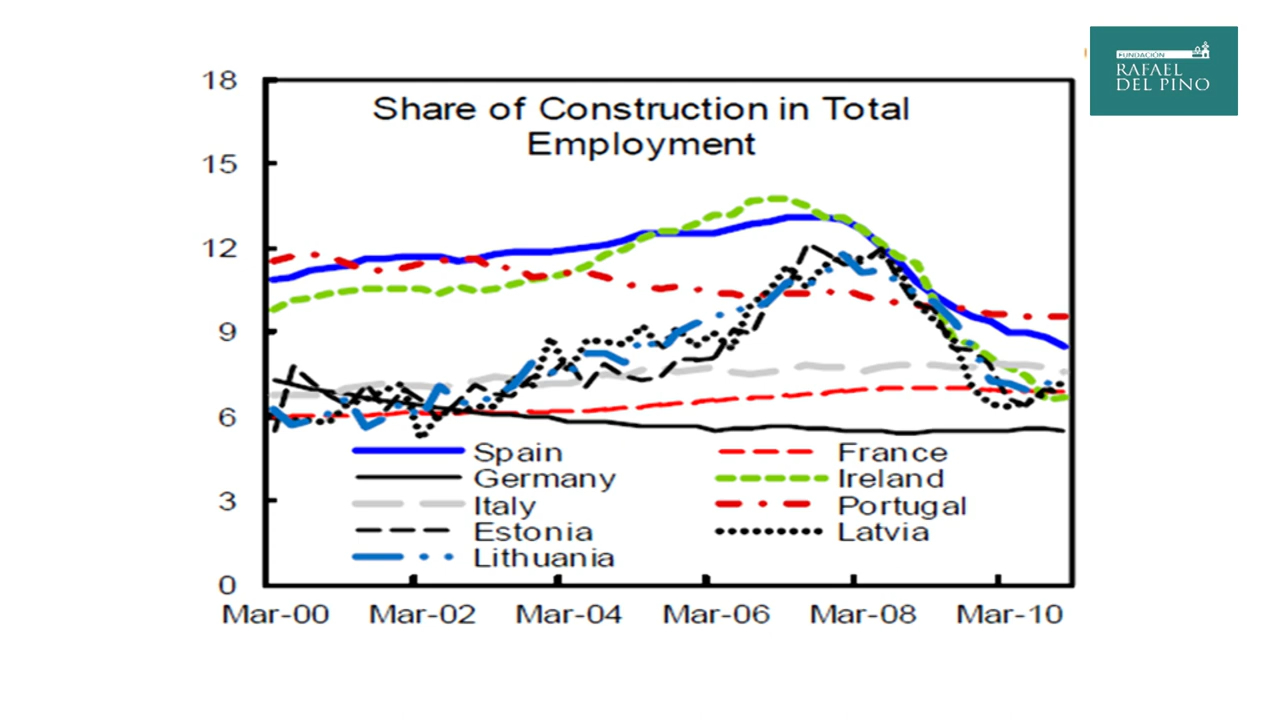 FUNDACIÓN
RAFAEL
DEL PINO
Share of Construction in Total
Employment
18
15
12
9
6
3
0
Spain
France
Germany
Ireland
Italy
Portugal
Estonia
Latvia
Lithuania
Mar-00 Mar-02 Mar-04 Mar-06 Mar-08 Mar-10